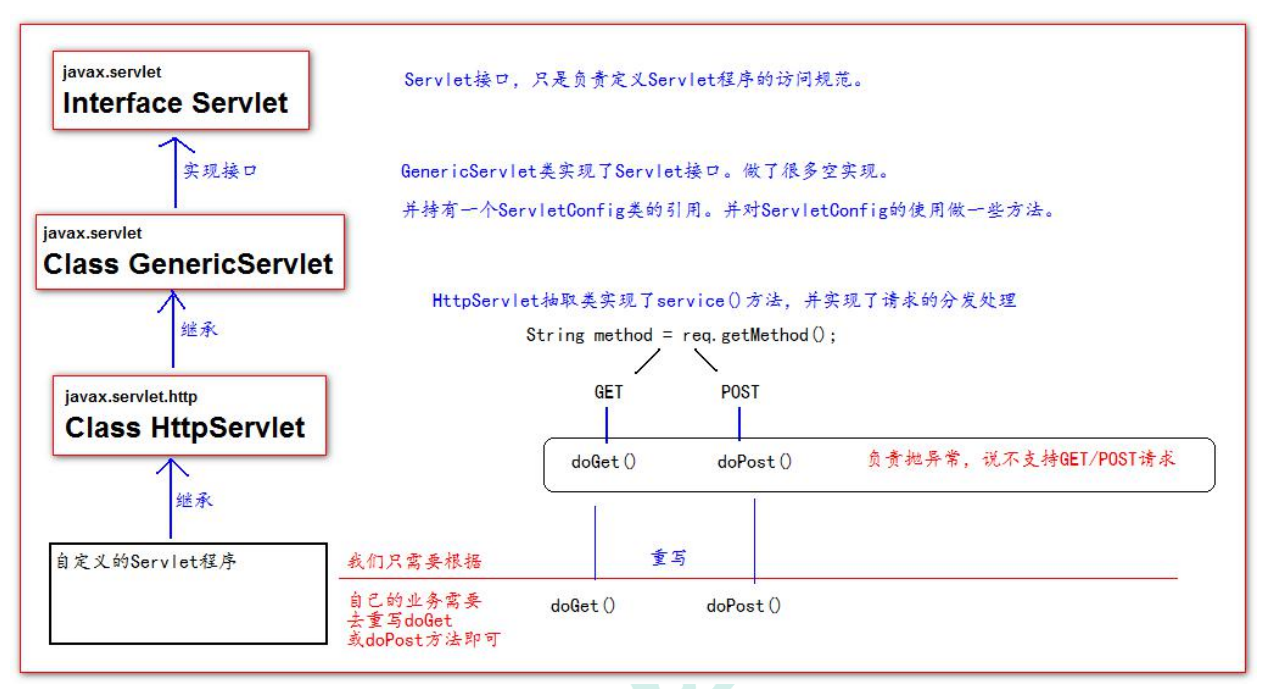 javax.servlet
Interface Servlet
Servlet接口，只是负责定义Servlet程序的访问规范。
实现接口
GenericServlet类实现了Servlet接口。做了很多空实现。
并持有一个ServletConfig类的引用。并对ServletConfig的使用做一些方法。
javax.servlet
Class GenericServlet
HttpServlet抽取类实现了service()方法，并实现了请求的分发处理
继承
String method = req.getMethod();
GET POST
javax.servlet.http
Class HttpServlet
doGet() doPost() 负责抛异常，说不支持GET/POST请求
继承
自定义的Servlet程序
我们只需要根据
重写
自己的业务需要
去重写doGet
或doPost方法即可
doGet() doPost()